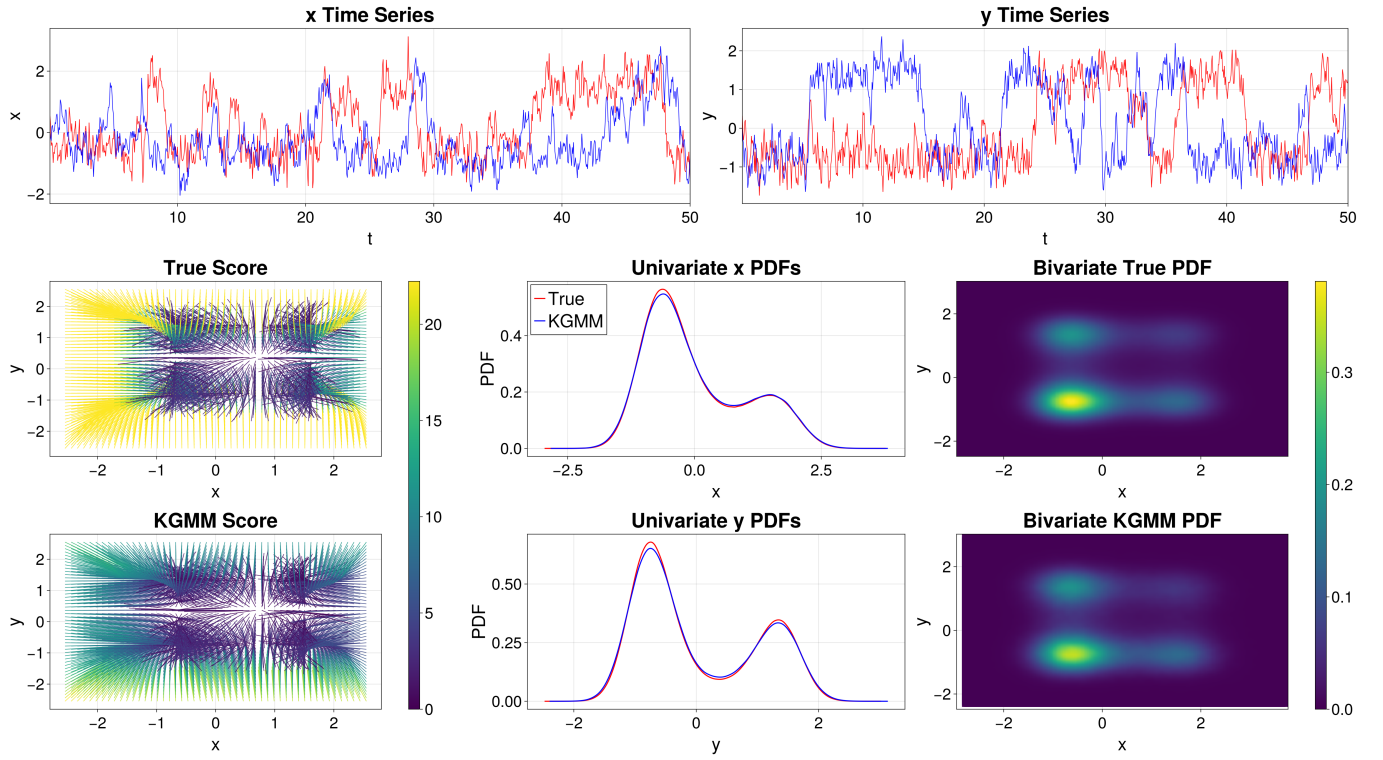 x Time Series
y Time Series
x
2
0
−2
10
20
30
40
50
t
y
2
1
0
−1
10
20
30
40
50
t
True Score
Univariate x PDFs
Bivariate True PDF
y
2
1
0
−1
−2
−2
−1
0
1
2
x
20
15
10
5
0
PDF
True
KGMM
0.4
0.2
0.0
−2.5
0.0
2.5
x
y
2
0
−2
−2
0
2
x
0.3
0.2
0.1
0.0
KGMM Score
Univariate y PDFs
Bivariate KGMM PDF
y
2
1
0
−1
−2
−2
−1
0
1
2
x
PDF
0.50
0.25
0.00
−2
0
2
y
y
2
0
−2
−2
0
2
x